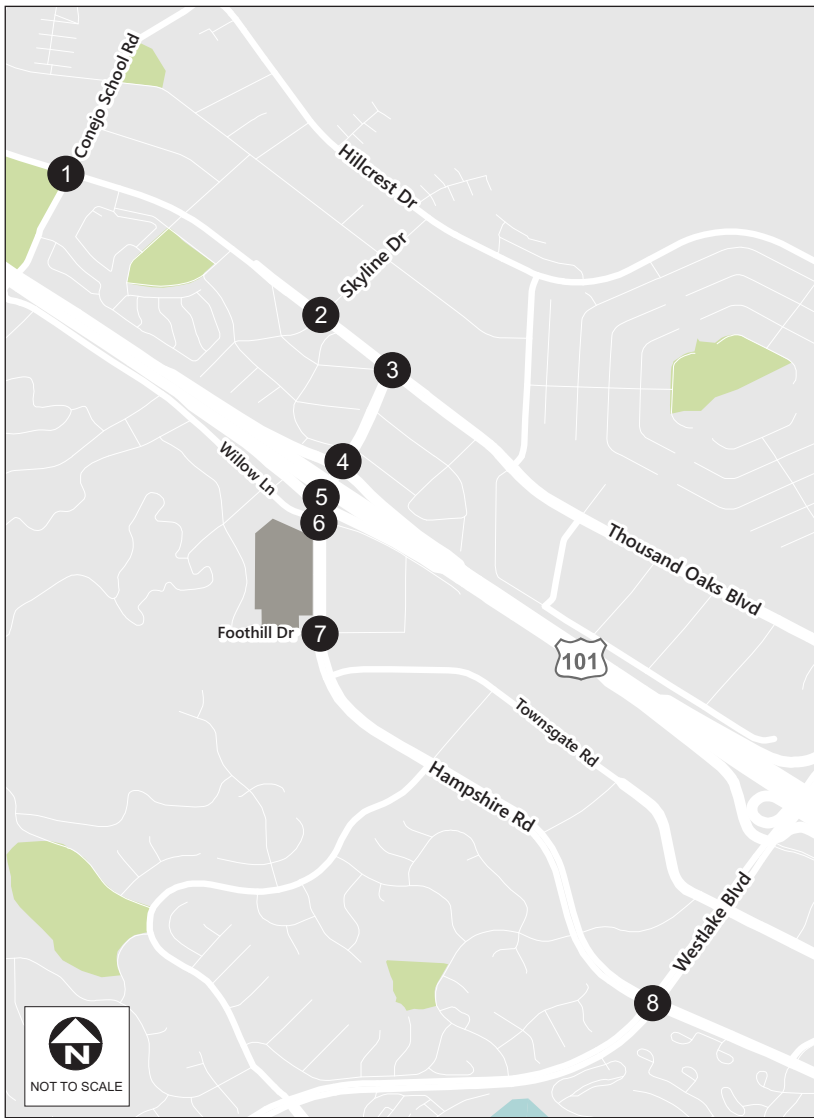 Conejo School Rd
1
Hillcrest Dr
Skyline Dr
2
3
4
Willow Ln
5
6
Thousand Oaks Blvd
Foothill Dr
7
101
Townsgate Rd
Hampshire Rd
Westlake Blvd
8
N
NOT TO SCALE